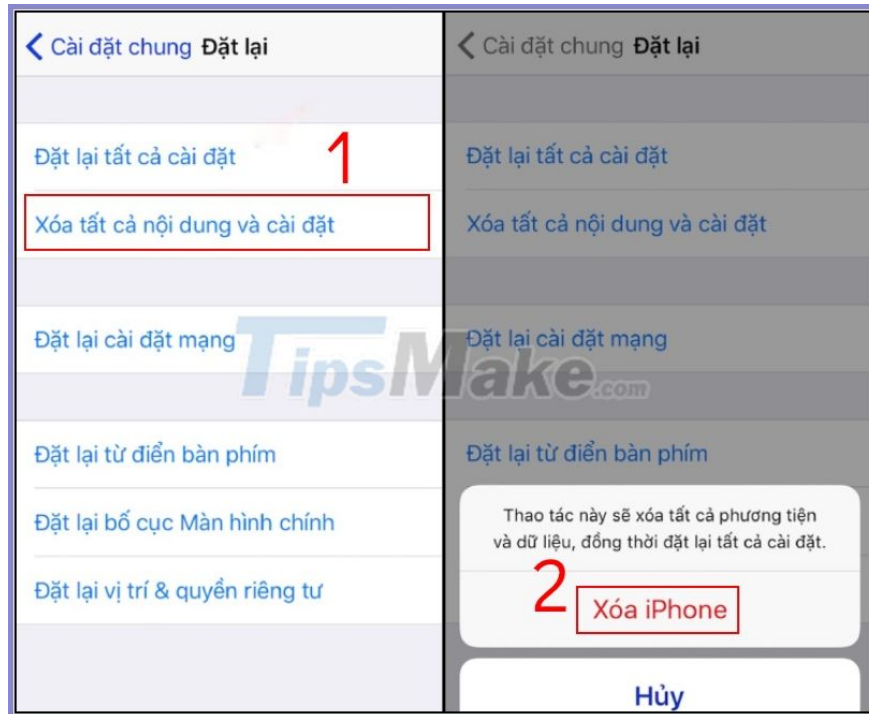 Cài đặt chung Đặt lại
Đặt lại tất cả cài đặt
1
Xóa tất cả nội dung và cài đặt
Đặt lại cài đặt mạng
Đặt lại từ điển bàn phím
Đặt lại bố cục Màn hình chính
Đặt lại vị trí & quyền riêng tư
Cài đặt chung Đặt lại
Đặt lại tất cả cài đặt
Xóa tất cả nội dung và cài đặt
Đặt lại cài đặt mạng
Đặt lại từ điển bàn phím
Thao tác này sẽ xóa tất cả phương tiện
và dữ liệu, đồng thời đặt lại tất cả cài đặt.
2
Xóa iPhone
Hủy
TipsMake.com